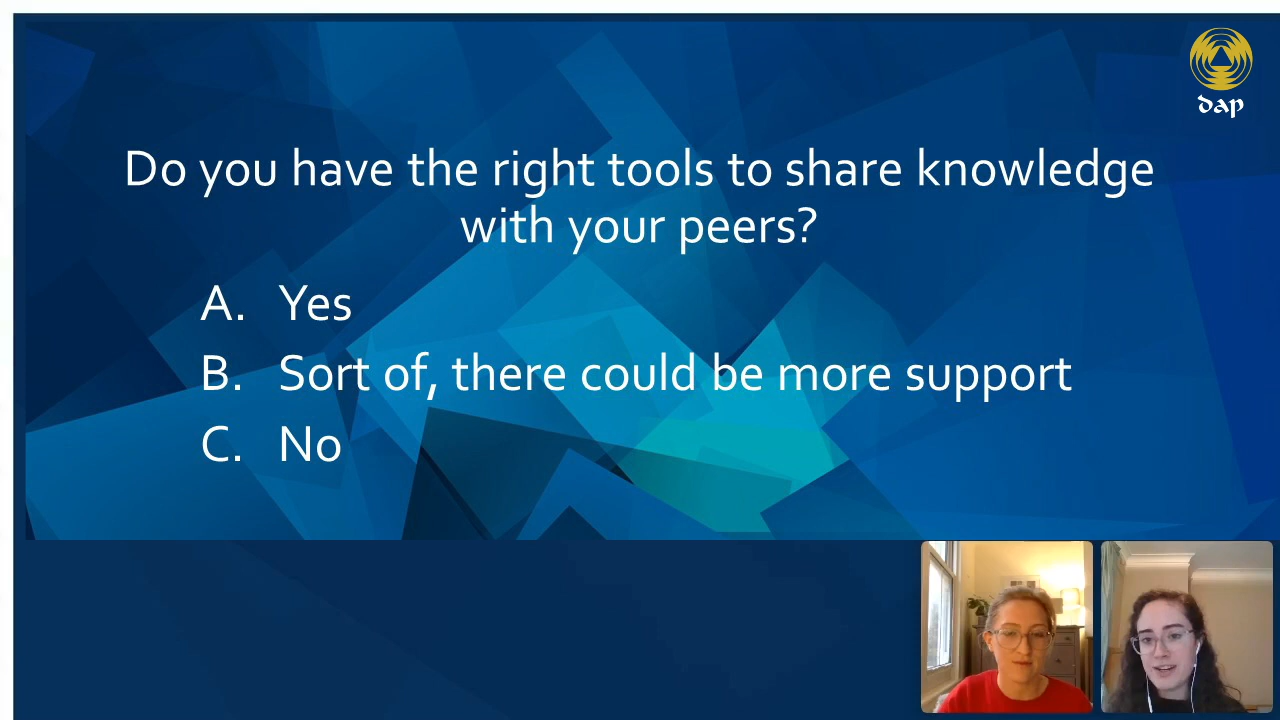 dap
Do you have the right tools to share knowledge
with your peers?
A. Yes
B. Sort of, there could be more support
C. No